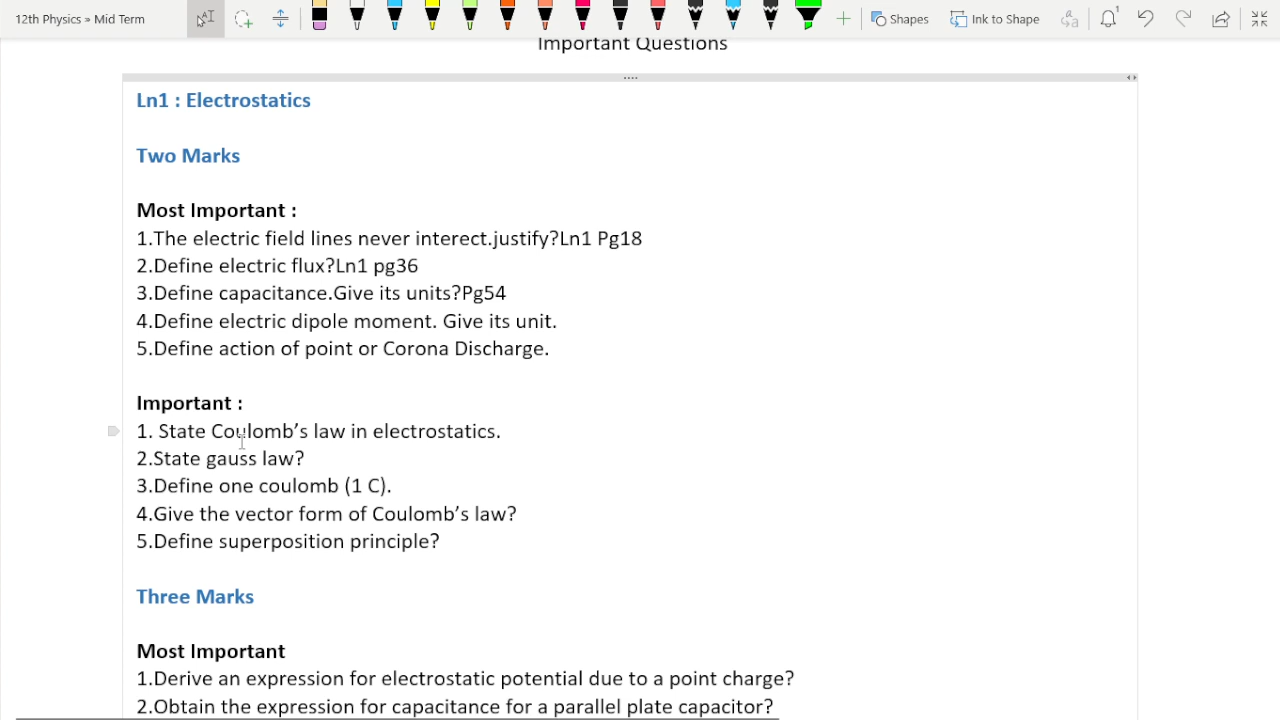 12th Physics » Mid Term
Shapes
Ink to Shape
1
Important Questions
Ln1 : Electrostatics
Two Marks
Most Important :
1.The electric field lines never interect.justify?Ln1 Pg18
2.Define electric flux?Ln1 pg36
3.Define capacitance.Give its units?Pg54
4.Define electric dipole moment. Give its unit.
5.Define action of point or Corona Discharge.
Important :
1. State Coulomb’s law in electrostatics.
2.State gauss law?
3.Define one coulomb (1 C).
4.Give the vector form of Coulomb’s law?
5.Define superposition principle?
Three Marks
Most Important
1.Derive an expression for electrostatic potential due to a point charge?
2.Obtain the expression for capacitance for a parallel plate capacitor?